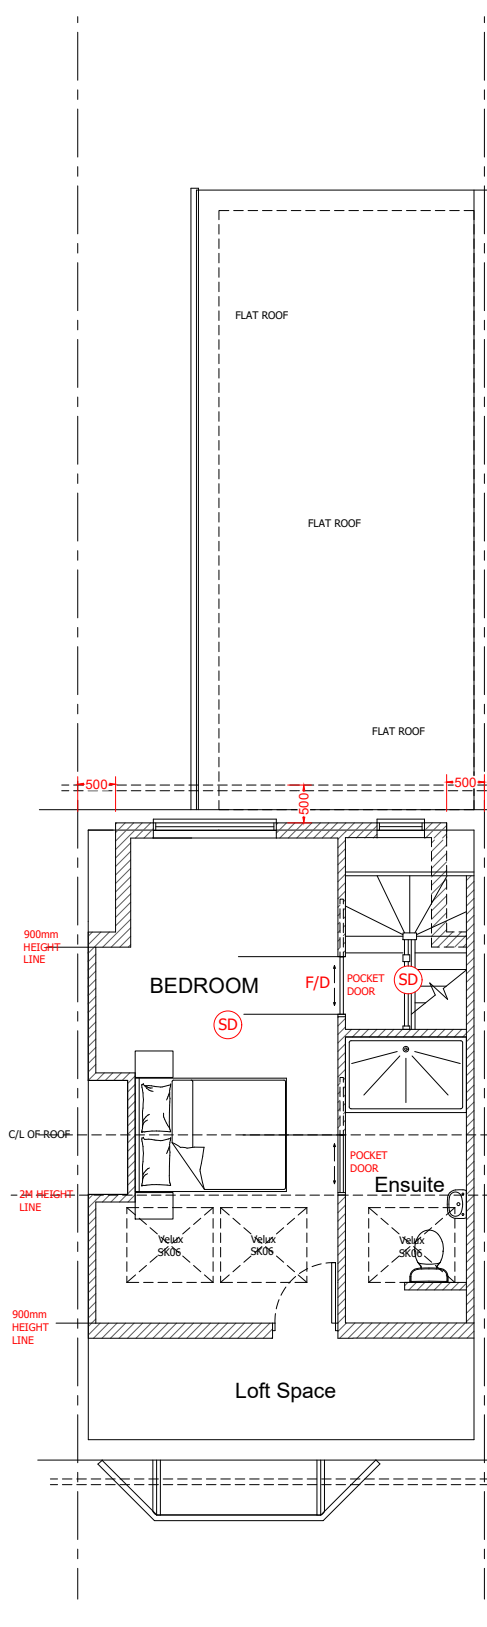 FLAT ROOF
FLAT ROOF
FLAT ROOF
500
500
500
900mm
HEIGHT
LINE
BEDROOM
F/D
POCKET
DOOR
SD
SD
C/L OF ROOF
POCKET
DOOR
Ensuite
2M HEIGHT
LINE
Velux
SK06
Velux
SK06
Velux
SK06
900mm
HEIGHT
LINE
Loft Space